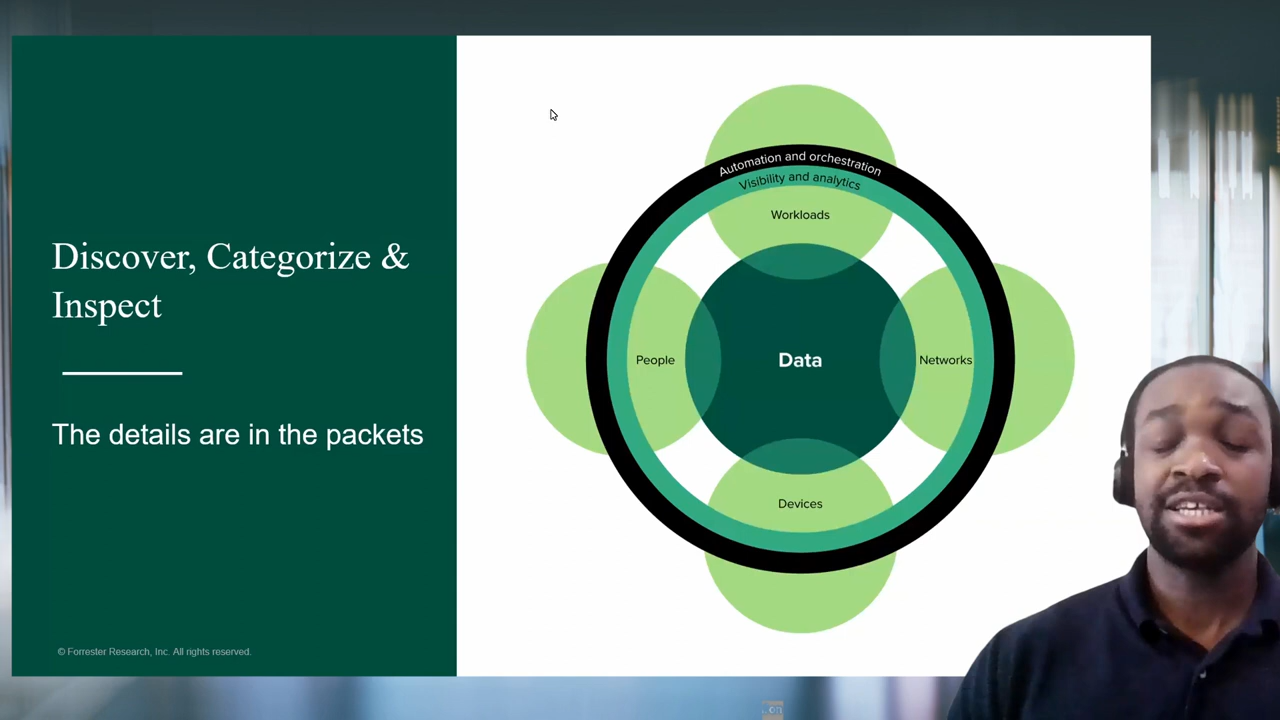 Discover, Categorize &
Inspect
The details are in the packets
© Forrester Research, Inc. All rights reserved.
Automation and orchestration
Visibility and analytics
Workloads
People
Data
Networks
Devices